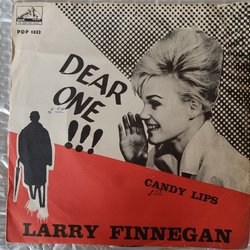 POP 1033
DEAR
ONE !!!
CANDY LIPS
LARRY FINNEGAN